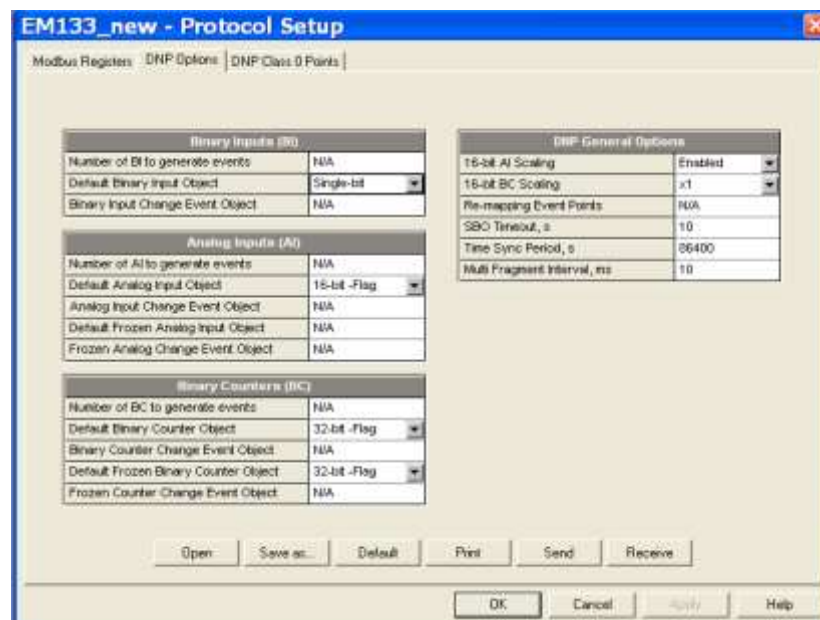 EM133_new - Protocol Setup
Modbus Registers DNP Options DNP Class 0 Points
Binary Inputs (BI)
Number of BI to generate events N/A
Default Binary Input Object Single-bit
Binary Input Change Event Object N/A
Analog Inputs (AI)
Number of AI to generate events N/A
Default Analog Input Object 16-bit -Flag
Analog Input Change Event Object N/A
Default Frozen Analog Input Object N/A
Frozen Analog Change Event Object N/A
Binary Counters (BC)
Number of BC to generate events N/A
Default Binary Counter Object 32-bit -Flag
Binary Counter Change Event Object N/A
Default Frozen Binary Counter Object 32-bit -Flag
Frozen Counter Change Event Object N/A
DNP General Options
16-bit AI Scaling Enabled
16-bit BC Scaling x1
Re-mapping Event Points N/A
SBO Timeout, s 10
Time Sync Period, s 86400
Multi Fragment Interval, ms 10
Open Save as... Default Print Send Receive
OK Cancel Apply Help